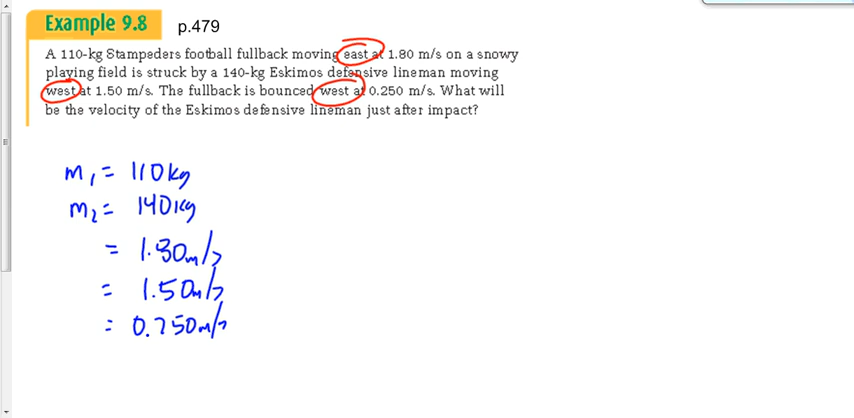 Example 9.8 p.479
A 110-kg Stampeders football fullback moving east at 1.80 m/s on a snowy
playing field is struck by a 140-kg Eskimos defensive lineman moving
west at 1.50 m/s. The fullback is bounced west at 0.250 m/s. What will
be the velocity of the Eskimos defensive lineman just after impact?
m₁ = 110kg
m₂ = 140kg
= 1.80m/s
= 1.50m/s
= 0.250m/s